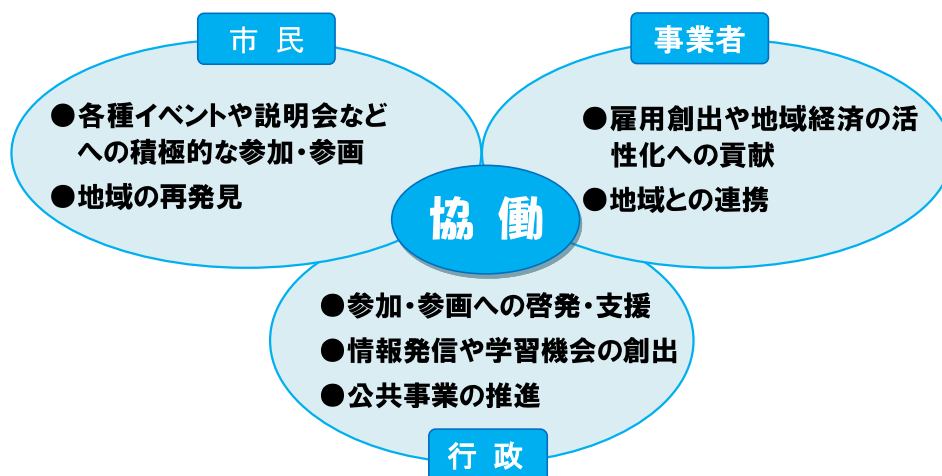 市 民
●各種イベントや説明会など
への積極的な参加・参画
●地域の再発見
事業者
●雇用創出や地域経済の活
性化への貢献
●地域との連携
協 働
●参加・参画への啓発・支援
●情報発信や学習機会の創出
●公共事業の推進
行 政